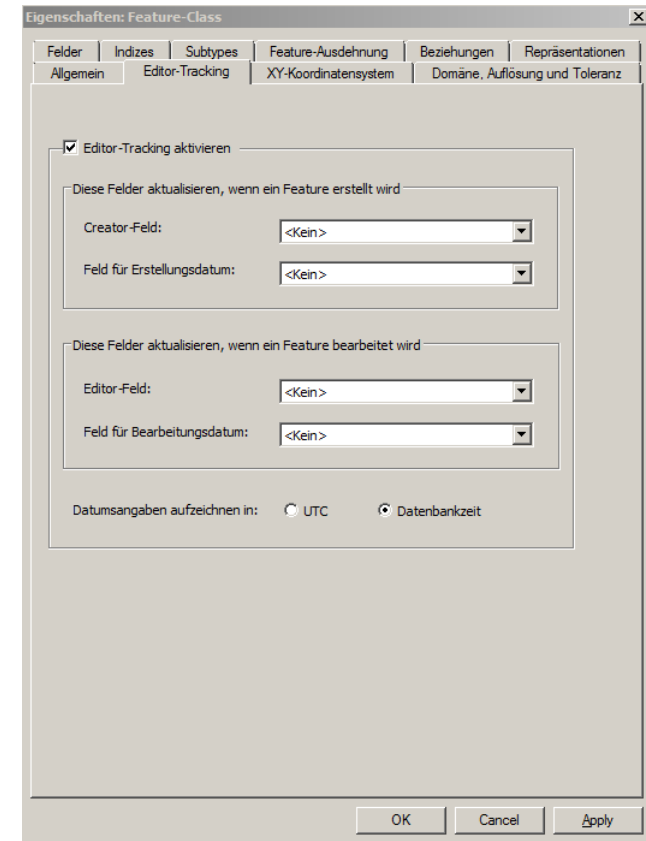 Eigenschaften: Feature-Class
Felder Indizes Subtypes Feature-Ausdehnung Beziehungen Repräsentationen
Allgemein Editor-Tracking XY-Koordinatensystem Domäne, Auflösung und Toleranz
Editor-Tracking aktivieren
Diese Felder aktualisieren, wenn ein Feature erstellt wird
Creator-Feld: <Kein>
Feld für Erstellungsdatum: <Kein>
Diese Felder aktualisieren, wenn ein Feature bearbeitet wird
Editor-Feld: <Kein>
Feld für Bearbeitungsdatum: <Kein>
Datumsangaben aufzeichnen in: UTC Datenbankzeit
OK Cancel Apply